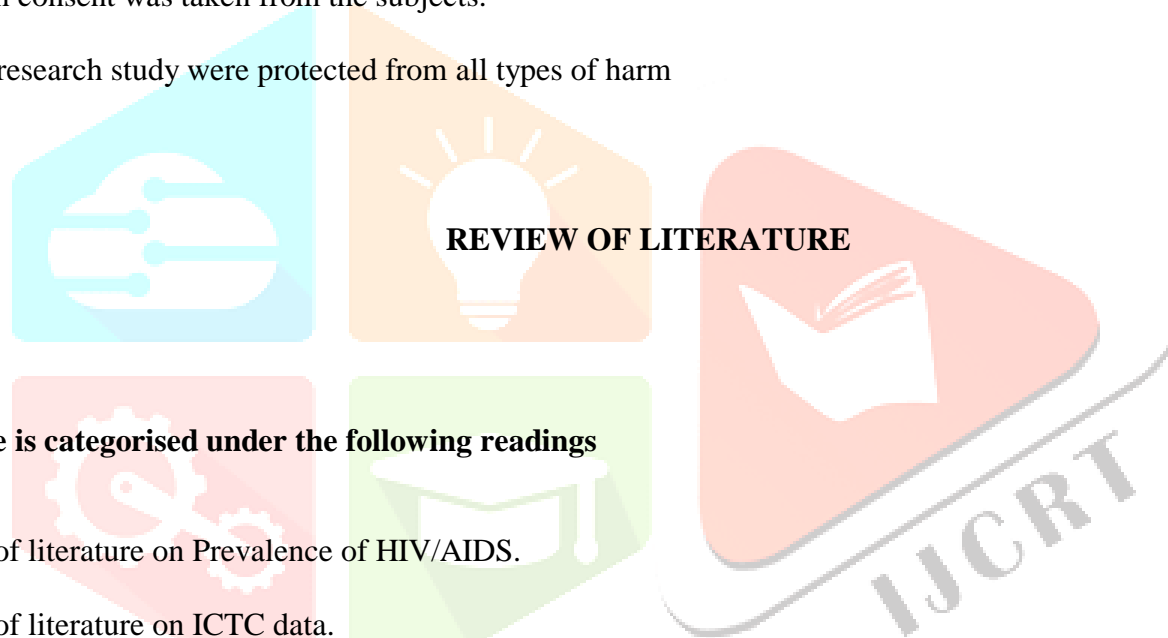 consent was taken from the subjects.
research study were protected from all types of harm
REVIEW OF LITERATURE
is categorised under the following readings
of literature on Prevalence of HIV/AIDS.
of literature on ICTC data.
IJCRT